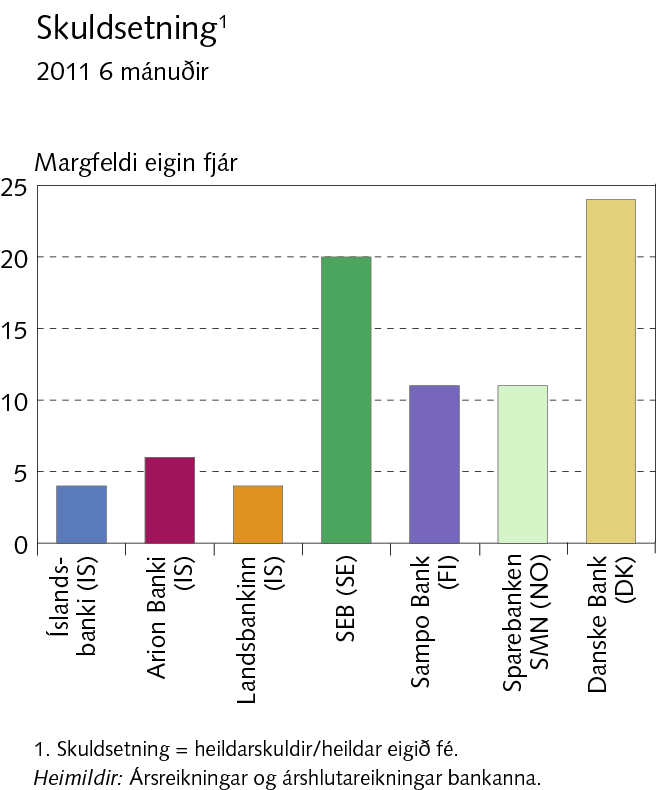 Skuldsetning¹
2011 6 mánuðir
Margfeldi eigin fjár
25
20
15
10
5
0
Íslands-
banki (IS)
Arion Banki
(IS)
Landsbankinn
(IS)
SEB (SE)
Sampo Bank
(FI)
Sparebanken
SMN (NO)
Danske Bank
(DK)
1. Skuldsetning = heildarskuldir/heildar eigið fé.
Heimildir: Ársreikningar og árshlutareikningar bankanna.